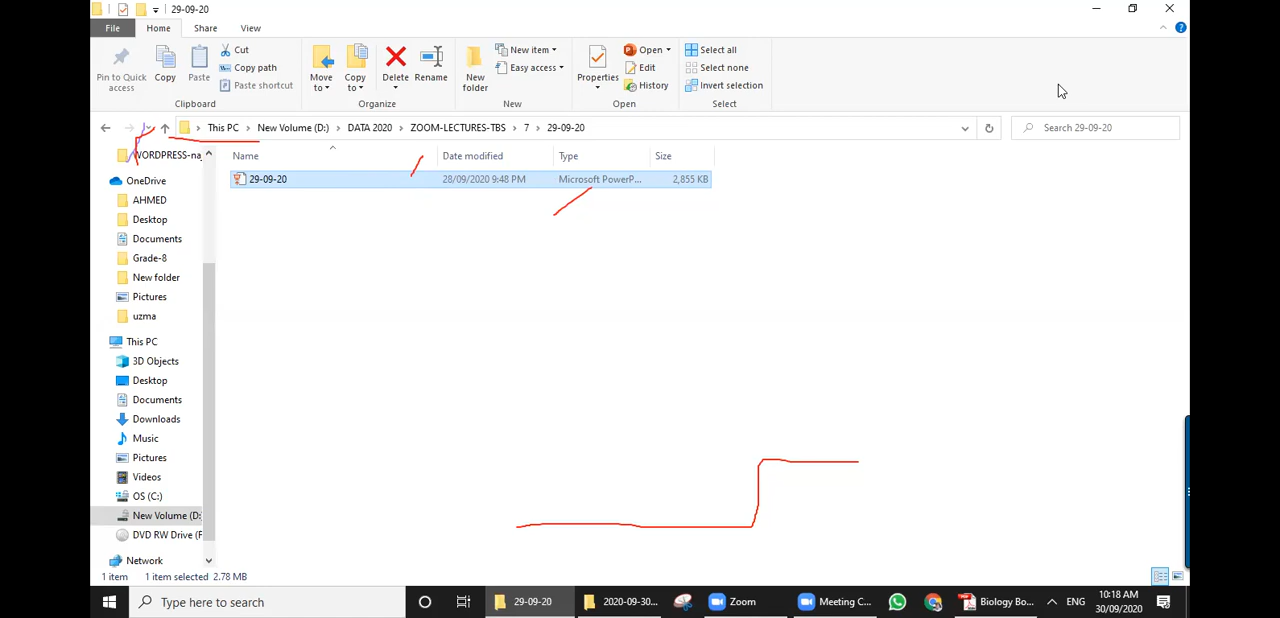 29-09-20
File Home Share View
Pin to Quick access
Copy
Paste
Cut
Copy path
Paste shortcut
Clipboard
Move to
Copy to
Delete
Rename
Organize
New folder
New item
Easy access
New
Properties
Open
Edit
History
Open
Select all
Select none
Invert selection
Select
This PC > New Volume (D:) > DATA 2020 > ZOOM-LECTURES-TBS > 7 > 29-09-20
Search 29-09-20
Name Date modified Type Size
29-09-20 28/09/2020 9:48 PM Microsoft PowerP... 2,855 KB
WORDPRESS-naj
OneDrive
AHMED
Desktop
Documents
Grade-8
New folder
Pictures
uzma
This PC
3D Objects
Desktop
Documents
Downloads
Music
Pictures
Videos
OS (C:)
New Volume (D:
DVD RW Drive (F
Network
1 item 1 item selected 2.78 MB
Type here to search
29-09-20
2020-09-30...
Zoom
Meeting C...
Biology Bo...
ENG
10:18 AM
30/09/2020